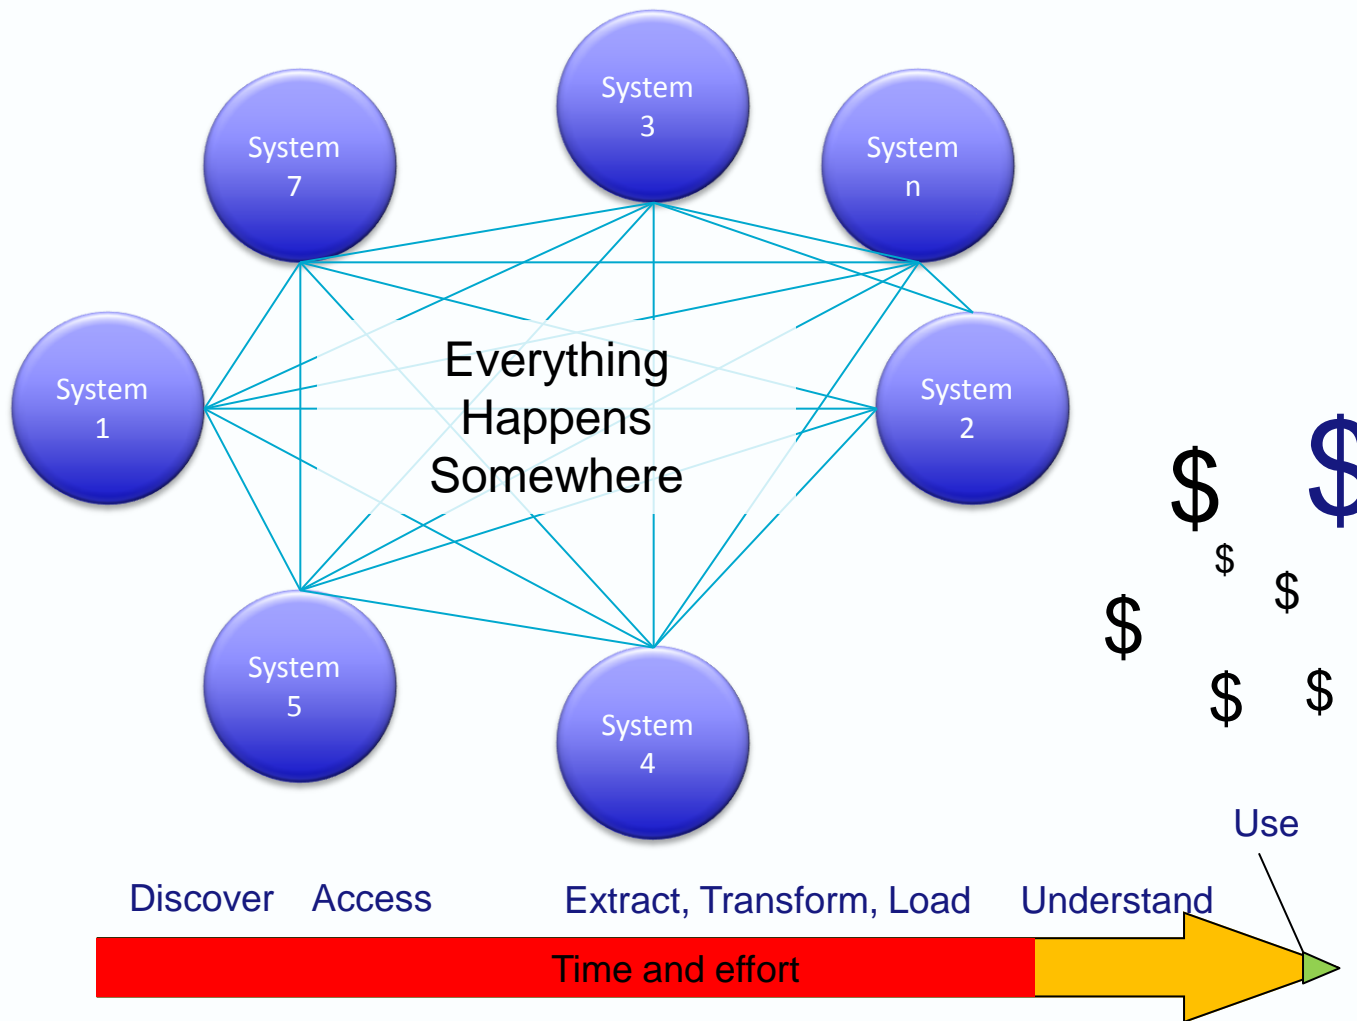 System
3
System
7
System
n
System
1
Everything
Happens
Somewhere
System
2
$
$
$
$
$
System
5
$
$
System
4
Use
Discover
Access
Extract, Transform, Load
Understand
Time and effort